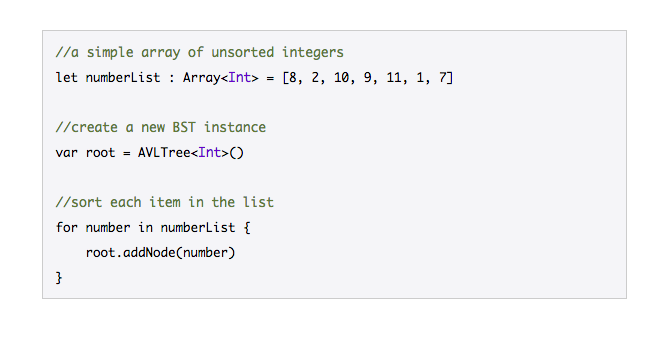 //a simple array of unsorted integers
let numberList : Array<Int> = [8, 2, 10, 9, 11, 1, 7]
//create a new BST instance
var root = AVLTree<Int>()
//sort each item in the list
for number in numberList {
    root.addNode(number)
}